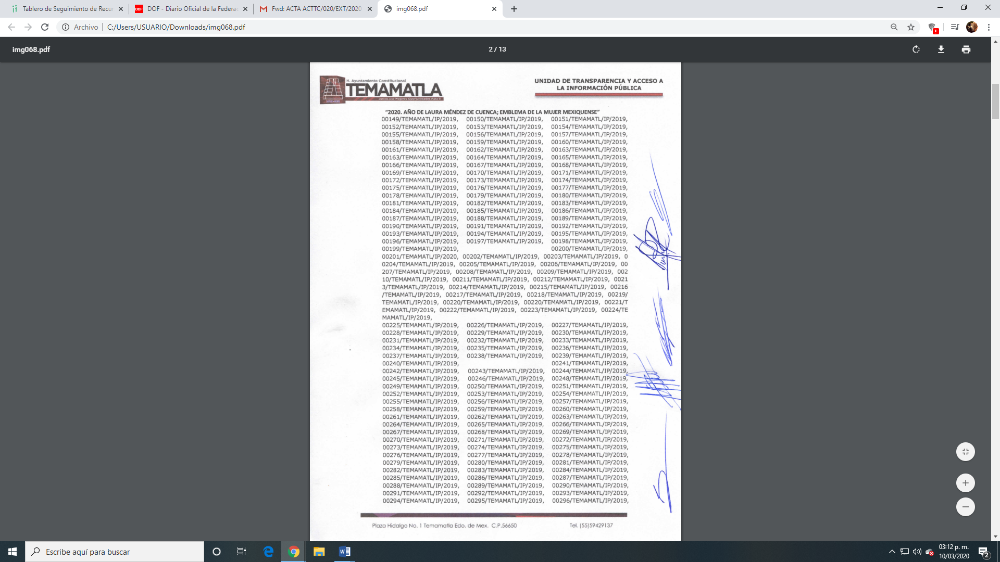 Tablero de Seguimiento de Recur
DOF - Diario Oficial de la Federac
Fwd: ACTA ACTTC/020/EXT/2020
img068.pdf
Archivo
C:/Users/USUARIO/Downloads/img068.pdf
img068.pdf
2 / 13
H. Ayuntamiento Constitucional
TEMAMATLA
Juntos por Mejores Oportunidades Para ti
UNIDAD DE TRANSPARENCIA Y ACCESO A
LA INFORMACIÓN PÚBLICA
"2020. AÑO DE LAURA MÉNDEZ DE CUENCA; EMBLEMA DE LA MUJER MEXIQUENSE"
00149/TEMAMATL/IP/2019, 00150/TEMAMATL/IP/2019, 00151/TEMAMATL/IP/2019,
00152/TEMAMATL/IP/2019, 00153/TEMAMATL/IP/2019, 00154/TEMAMATL/IP/2019,
00155/TEMAMATL/IP/2019, 00156/TEMAMATL/IP/2019, 00157/TEMAMATL/IP/2019,
00158/TEMAMATL/IP/2019, 00159/TEMAMATL/IP/2019, 00160/TEMAMATL/IP/2019,
00161/TEMAMATL/IP/2019, 00162/TEMAMATL/IP/2019, 00163/TEMAMATL/IP/2019,
00163/TEMAMATL/IP/2019, 00164/TEMAMATL/IP/2019, 00165/TEMAMATL/IP/2019,
00166/TEMAMATL/IP/2019, 00167/TEMAMATL/IP/2019, 00168/TEMAMATL/IP/2019,
00169/TEMAMATL/IP/2019, 00170/TEMAMATL/IP/2019, 00171/TEMAMATL/IP/2019,
00172/TEMAMATL/IP/2019, 00173/TEMAMATL/IP/2019, 00174/TEMAMATL/IP/2019,
00175/TEMAMATL/IP/2019, 00176/TEMAMATL/IP/2019, 00177/TEMAMATL/IP/2019,
00178/TEMAMATL/IP/2019, 00179/TEMAMATL/IP/2019, 00180/TEMAMATL/IP/2019,
00181/TEMAMATL/IP/2019, 00182/TEMAMATL/IP/2019, 00183/TEMAMATL/IP/2019,
00184/TEMAMATL/IP/2019, 00185/TEMAMATL/IP/2019, 00186/TEMAMATL/IP/2019,
00187/TEMAMATL/IP/2019, 00188/TEMAMATL/IP/2019, 00189/TEMAMATL/IP/2019,
00190/TEMAMATL/IP/2019, 00191/TEMAMATL/IP/2019, 00192/TEMAMATL/IP/2019,
00193/TEMAMATL/IP/2019, 00194/TEMAMATL/IP/2019, 00195/TEMAMATL/IP/2019,
00196/TEMAMATL/IP/2019, 00197/TEMAMATL/IP/2019, 00198/TEMAMATL/IP/2019,
00199/TEMAMATL/IP/2019, 00200/TEMAMATL/IP/2019,
00201/TEMAMATL/IP/2020, 00202/TEMAMATL/IP/2019, 00203/TEMAMATL/IP/2019, 0
0204/TEMAMATL/IP/2019, 00205/TEMAMATL/IP/2019, 00206/TEMAMATL/IP/2019, 00
207/TEMAMATL/IP/2019, 00208/TEMAMATL/IP/2019, 00209/TEMAMATL/IP/2019, 002
10/TEMAMATL/IP/2019, 00211/TEMAMATL/IP/2019, 00212/TEMAMATL/IP/2019, 0021
3/TEMAMATL/IP/2019, 00214/TEMAMATL/IP/2019, 00215/TEMAMATL/IP/2019, 00216
/TEMAMATL/IP/2019, 00217/TEMAMATL/IP/2019, 00218/TEMAMATL/IP/2019, 00219/
TEMAMATL/IP/2019, 00220/TEMAMATL/IP/2019, 00220/TEMAMATL/IP/2019, 00221/T
EMAMATL/IP/2019, 00222/TEMAMATL/IP/2019, 00223/TEMAMATL/IP/2019, 00224/TE
MAMATL/IP/2019,
00225/TEMAMATL/IP/2019, 00226/TEMAMATL/IP/2019, 00227/TEMAMATL/IP/2019,
00228/TEMAMATL/IP/2019, 00229/TEMAMATL/IP/2019, 00230/TEMAMATL/IP/2019,
00231/TEMAMATL/IP/2019, 00232/TEMAMATL/IP/2019, 00233/TEMAMATL/IP/2019,
00234/TEMAMATL/IP/2019, 00235/TEMAMATL/IP/2019, 00236/TEMAMATL/IP/2019,
00237/TEMAMATL/IP/2019, 00238/TEMAMATL/IP/2019, 00239/TEMAMATL/IP/2019,
00240/TEMAMATL/IP/2019, 00241/TEMAMATL/IP/2019,
00242/TEMAMATL/IP/2019, 00243/TEMAMATL/IP/2019, 00244/TEMAMATL/IP/2019,
00245/TEMAMATL/IP/2019, 00246/TEMAMATL/IP/2019, 00248/TEMAMATL/IP/2019,
00249/TEMAMATL/IP/2019, 00250/TEMAMATL/IP/2019, 00251/TEMAMATL/IP/2019,
00252/TEMAMATL/IP/2019, 00253/TEMAMATL/IP/2019, 00254/TEMAMATL/IP/2019,
00255/TEMAMATL/IP/2019, 00256/TEMAMATL/IP/2019, 00257/TEMAMATL/IP/2019,
00258/TEMAMATL/IP/2019, 00259/TEMAMATL/IP/2019, 00260/TEMAMATL/IP/2019,
00261/TEMAMATL/IP/2019, 00262/TEMAMATL/IP/2019, 00263/TEMAMATL/IP/2019,
00264/TEMAMATL/IP/2019, 00265/TEMAMATL/IP/2019, 00266/TEMAMATL/IP/2019,
00267/TEMAMATL/IP/2019, 00268/TEMAMATL/IP/2019, 00269/TEMAMATL/IP/2019,
00270/TEMAMATL/IP/2019, 00271/TEMAMATL/IP/2019, 00272/TEMAMATL/IP/2019,
00273/TEMAMATL/IP/2019, 00274/TEMAMATL/IP/2019, 00275/TEMAMATL/IP/2019,
00276/TEMAMATL/IP/2019, 00277/TEMAMATL/IP/2019, 00278/TEMAMATL/IP/2019,
00279/TEMAMATL/IP/2019, 00280/TEMAMATL/IP/2019, 00281/TEMAMATL/IP/2019,
00282/TEMAMATL/IP/2019, 00283/TEMAMATL/IP/2019, 00284/TEMAMATL/IP/2019,
00285/TEMAMATL/IP/2019, 00286/TEMAMATL/IP/2019, 00287/TEMAMATL/IP/2019,
00288/TEMAMATL/IP/2019, 00289/TEMAMATL/IP/2019, 00290/TEMAMATL/IP/2019,
00291/TEMAMATL/IP/2019, 00292/TEMAMATL/IP/2019, 00293/TEMAMATL/IP/2019,
00294/TEMAMATL/IP/2019, 00295/TEMAMATL/IP/2019, 00296/TEMAMATL/IP/2019,
Plaza Hidalgo No. 1 Temamatla Edo. de Mex. C.P.56650
Tel. (55)59429137
Escribe aquí para buscar
03:12 p. m.
10/03/2020
2